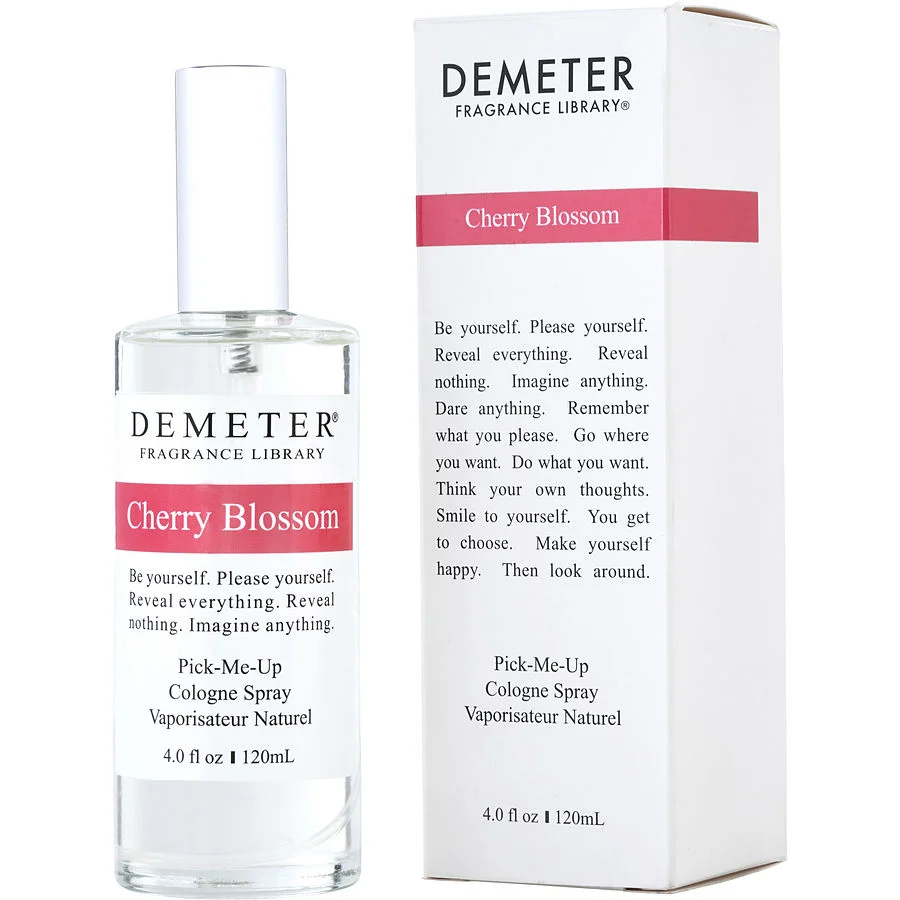 DEMETER®
FRAGRANCE LIBRARY
Cherry Blossom
Be yourself. Please yourself.
Reveal everything. Reveal
nothing. Imagine anything.
Pick-Me-Up
Cologne Spray
Vaporisateur Naturel
4.0 fl oz ❙ 120mL
DEMETER
FRAGRANCE LIBRARY®
Cherry Blossom
Be yourself. Please yourself.
Reveal everything. Reveal
nothing. Imagine anything.
Dare anything. Remember
what you please. Go where
you want. Do what you want.
Think your own thoughts.
Smile to yourself. You get
to choose. Make yourself
happy. Then look around.
Pick-Me-Up
Cologne Spray
Vaporisateur Naturel
4.0 fl oz ❙ 120mL